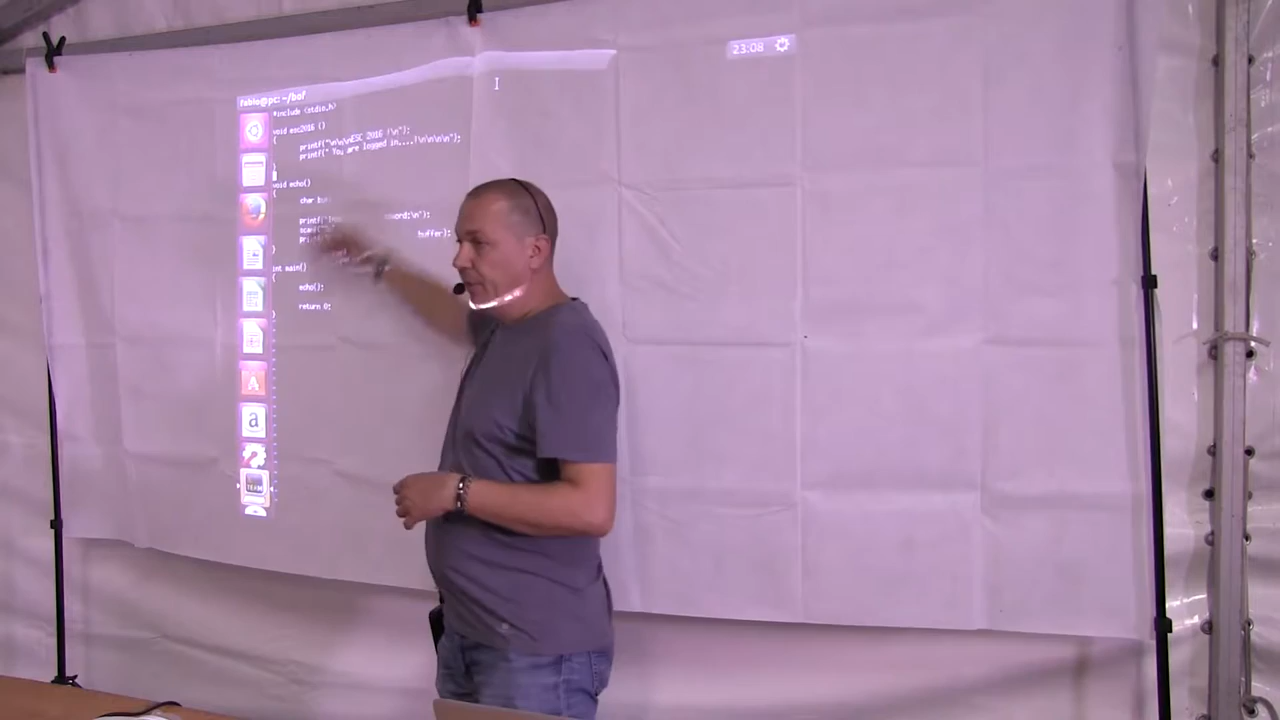 23:08
fabio@pc: ~/bof
#include <stdio.h>
void esc2016 ()
{
printf("\n\n\nESC 2016 !\n");
printf(" You are logged in....!\n\n\n\n");
}
void echo()
{
char
printf(" word:\n");
buffer);
}
int main()
{
echo();
return 0;
}
A
a